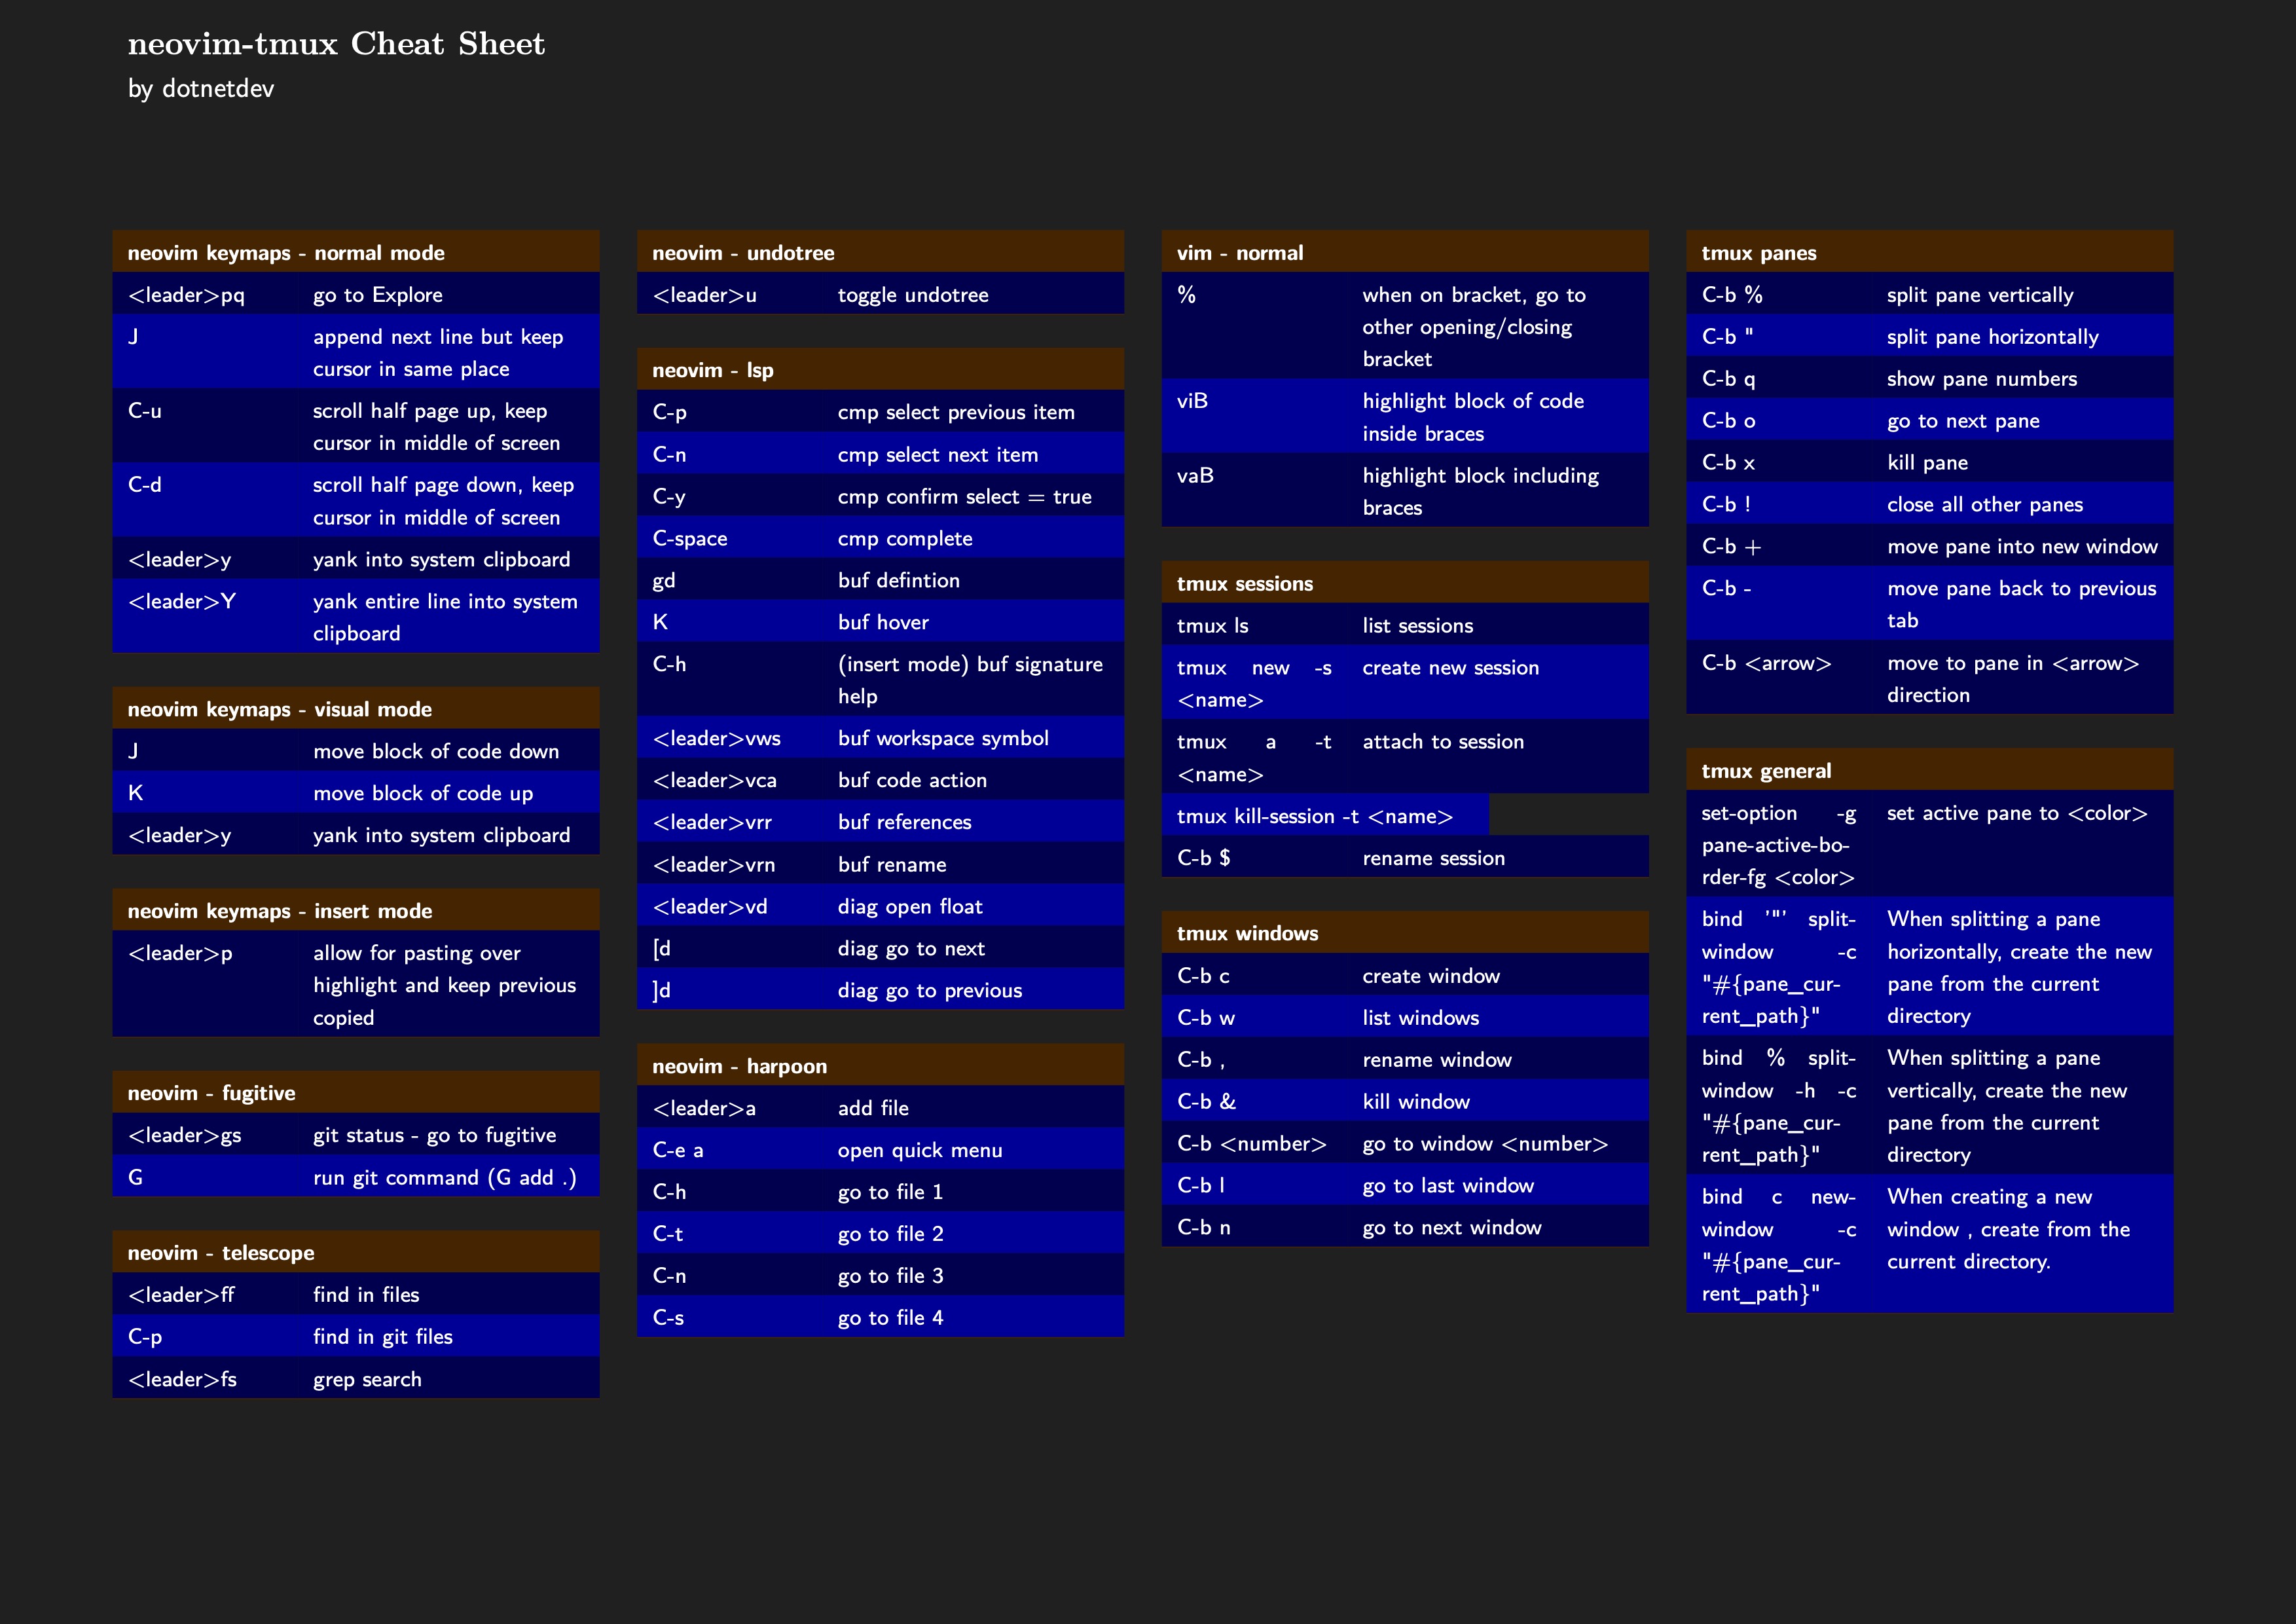 neovim-tmux Cheat Sheet
by dotnetdev
neovim keymaps - normal mode
<leader>pq go to Explore
J append next line but keep
cursor in same place
C-u scroll half page up, keep
cursor in middle of screen
C-d scroll half page down, keep
cursor in middle of screen
<leader>y yank into system clipboard
<leader>Y yank entire line into system
clipboard
neovim keymaps - visual mode
J move block of code down
K move block of code up
<leader>y yank into system clipboard
neovim keymaps - insert mode
<leader>p allow for pasting over
highlight and keep previous
copied
neovim - fugitive
<leader>gs git status - go to fugitive
G run git command (G add .)
neovim - telescope
<leader>ff find in files
C-p find in git files
<leader>fs grep search
neovim - undotree
<leader>u toggle undotree
neovim - lsp
C-p cmp select previous item
C-n cmp select next item
C-y cmp confirm select = true
C-space cmp complete
gd buf defintion
K buf hover
C-h (insert mode) buf signature
help
<leader>vws buf workspace symbol
<leader>vca buf code action
<leader>vrr buf references
<leader>vrn buf rename
<leader>vd diag open float
[d diag go to next
]d diag go to previous
neovim - harpoon
<leader>a add file
C-e a open quick menu
C-h go to file 1
C-t go to file 2
C-n go to file 3
C-s go to file 4
vim - normal
% when on bracket, go to
other opening/closing
bracket
viB highlight block of code
inside braces
vaB highlight block including
braces
tmux sessions
tmux ls list sessions
tmux new -s create new session
<name>
tmux a -t attach to session
<name>
tmux kill-session -t <name>
C-b $ rename session
tmux windows
C-b c create window
C-b w list windows
C-b , rename window
C-b & kill window
C-b <number> go to window <number>
C-b l go to last window
C-b n go to next window
tmux panes
C-b % split pane vertically
C-b " split pane horizontally
C-b q show pane numbers
C-b o go to next pane
C-b x kill pane
C-b ! close all other panes
C-b + move pane into new window
C-b - move pane back to previous
tab
C-b <arrow> move to pane in <arrow>
direction
tmux general
set-option -g set active pane to <color>
pane-active-bo-
rder-fg <color>
bind '"' split- When splitting a pane
window -c horizontally, create the new
"#{pane_cur- pane from the current
rent_path}" directory
bind % split- When splitting a pane
window -h -c vertically, create the new
"#{pane_cur- pane from the current
rent_path}" directory
bind c new- When creating a new
window -c window , create from the
"#{pane_cur- current directory.
rent_path}"